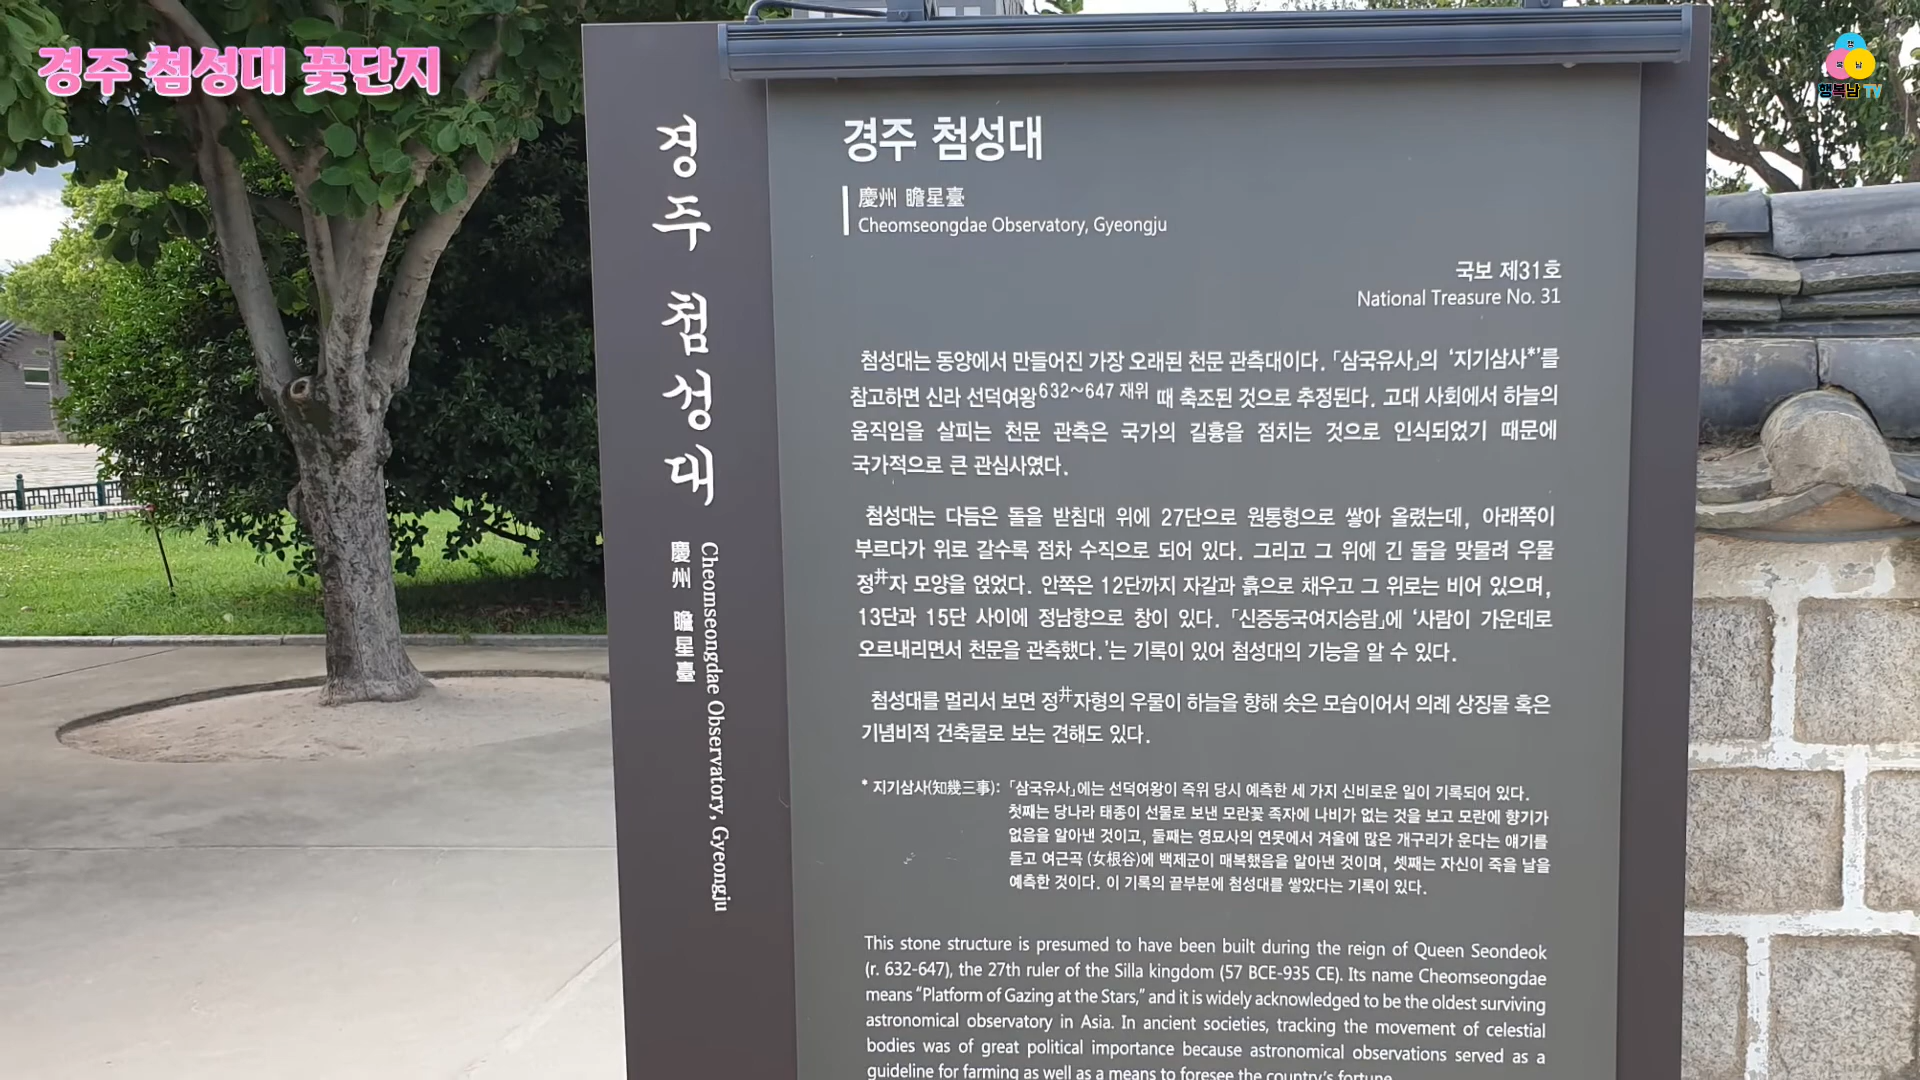 경주 첨성대 꽃단지
행
복
남
행복남 TV
경주 첨성대
慶州 瞻星臺
Cheomseongdae Observatory, Gyeongju
경주 첨성대
慶州 瞻星臺
Cheomseongdae Observatory, Gyeongju
국보 제31호
National Treasure No. 31
첨성대는 동양에서 만들어진 가장 오래된 천문 관측대이다. 「삼국유사」의 ‘지기삼사*’를
참고하면 신라 선덕여왕632~647 재위 때 축조된 것으로 추정된다. 고대 사회에서 하늘의
움직임을 살피는 천문 관측은 국가의 길흉을 점치는 것으로 인식되었기 때문에
국가적으로 큰 관심사였다.
첨성대는 다듬은 돌을 받침대 위에 27단으로 원통형으로 쌓아 올렸는데, 아래쪽이
부르다가 위로 갈수록 점차 수직으로 되어 있다. 그리고 그 위에 긴 돌을 맞물려 우물
정井자 모양을 얹었다. 안쪽은 12단까지 자갈과 흙으로 채우고 그 위로는 비어 있으며,
13단과 15단 사이에 정남향으로 창이 있다. 「신증동국여지승람」에 ‘사람이 가운데로
오르내리면서 천문을 관측했다.’는 기록이 있어 첨성대의 기능을 알 수 있다.
첨성대를 멀리서 보면 정井자형의 우물이 하늘을 향해 솟은 모습이어서 의례 상징물 혹은
기념비적 건축물로 보는 견해도 있다.
* 지기삼사(知幾三事): 「삼국유사」에는 선덕여왕이 즉위 당시 예측한 세 가지 신비로운 일이 기록되어 있다.
첫째는 당나라 태종이 선물로 보낸 모란꽃 족자에 나비가 없는 것을 보고 모란에 향기가
없음을 알아낸 것이고, 둘째는 영묘사의 연못에서 겨울에 많은 개구리가 운다는 얘기를
듣고 여근곡 (女根谷)에 백제군이 매복했음을 알아낸 것이며, 셋째는 자신이 죽을 날을
예측한 것이다. 이 기록의 끝부분에 첨성대를 쌓았다는 기록이 있다.
This stone structure is presumed to have been built during the reign of Queen Seondeok
(r. 632-647), the 27th ruler of the Silla kingdom (57 BCE-935 CE). Its name Cheomseongdae
means “Platform of Gazing at the Stars,” and it is widely acknowledged to be the oldest surviving
astronomical observatory in Asia. In ancient societies, tracking the movement of celestial
bodies was of great political importance because astronomical observations served as a
guideline for farming as well as a means to foresee the country's fortune.